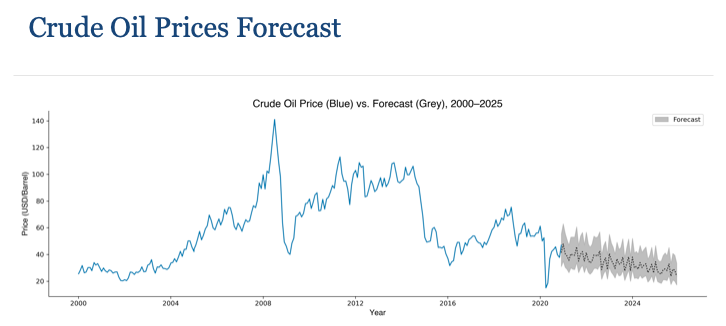 Crude Oil Prices Forecast
Crude Oil Price (Blue) vs. Forecast (Grey), 2000–2025
Forecast
Price (USD/Barrel)
140
120
100
80
60
40
20
2000 2004 2008 2012 2016 2020 2024
Year